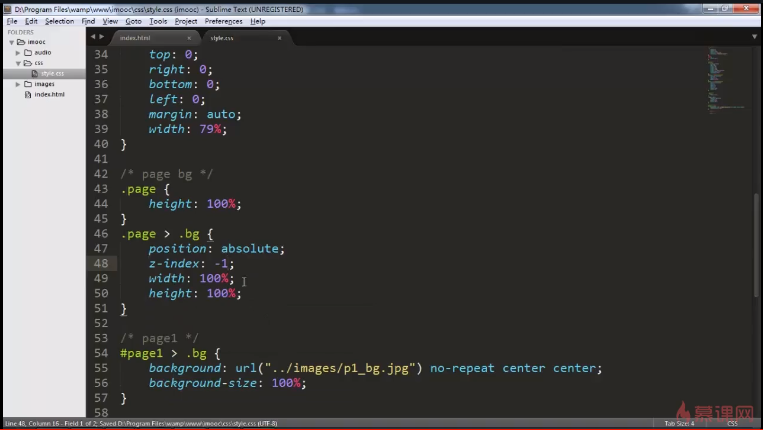 D:\Program Files\wamp\www\imooc\css\style.css (imooc) - Sublime Text (UNREGISTERED)
File Edit Selection Find View Goto Tools Project Preferences Help
FOLDERS
imooc
audio
css
style.css
images
index.html
index.html × style.css ×
34 top: 0;
35 right: 0;
36 bottom: 0;
37 left: 0;
38 margin: auto;
39 width: 79%;
40 }
41
42 /* page bg */
43 .page {
44 height: 100%;
45 }
46 .page > .bg {
47 position: absolute;
48 z-index: -1;
49 width: 100%;
50 height: 100%;
51 }
52
53 /* page1 */
54 #page1 > .bg {
55 background: url("../images/p1_bg.jpg") no-repeat center center;
56 background-size: 100%;
57 }
58
慕课网
Line 48, Column 16 - Field 1 of 2; Saved D:\Program Files\wamp\www\imooc\css\style.css (UTF-8) Tab Size: 4 CSS